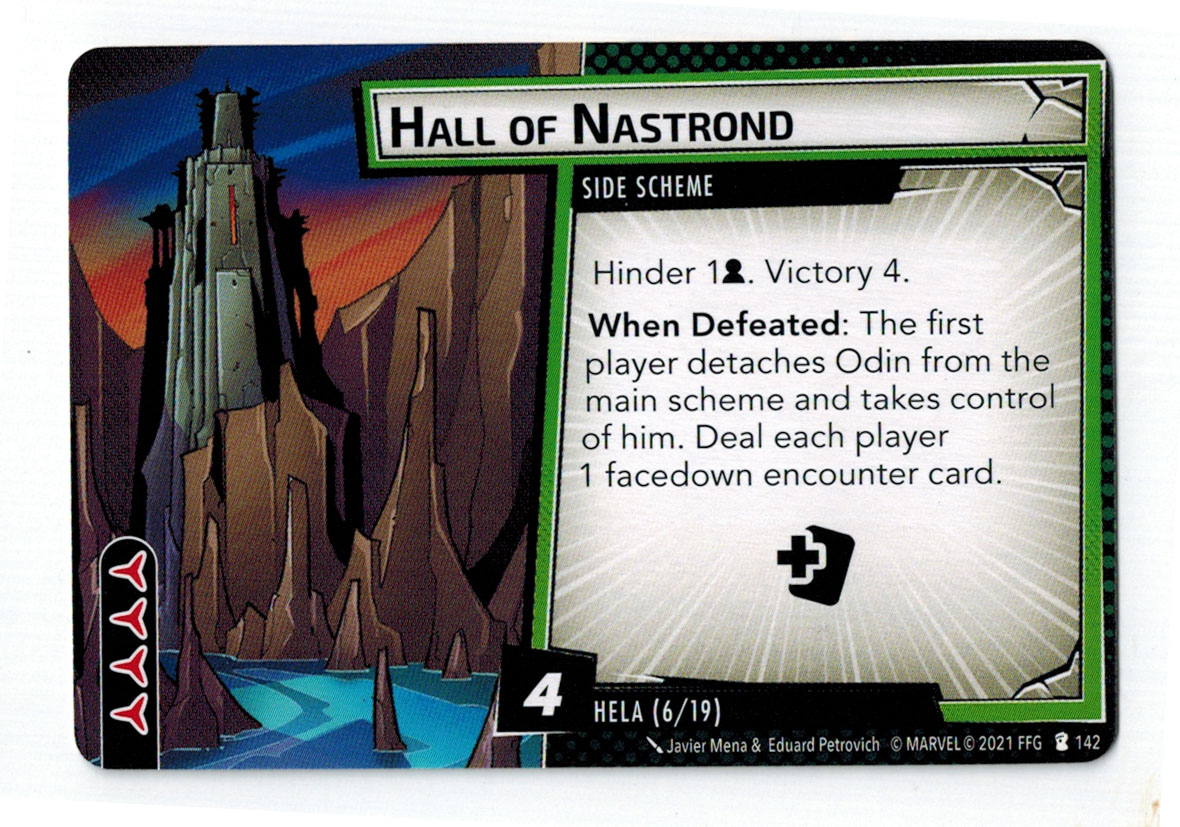 HALL OF NASTROND
SIDE SCHEME
Hinder 1. Victory 4.
When Defeated: The first
player detaches Odin from the
main scheme and takes control
of him. Deal each player
1 facedown encounter card.
4
HELA (6/19)
Javier Mena & Eduard Petrovich © MARVEL © 2021 FFG 142